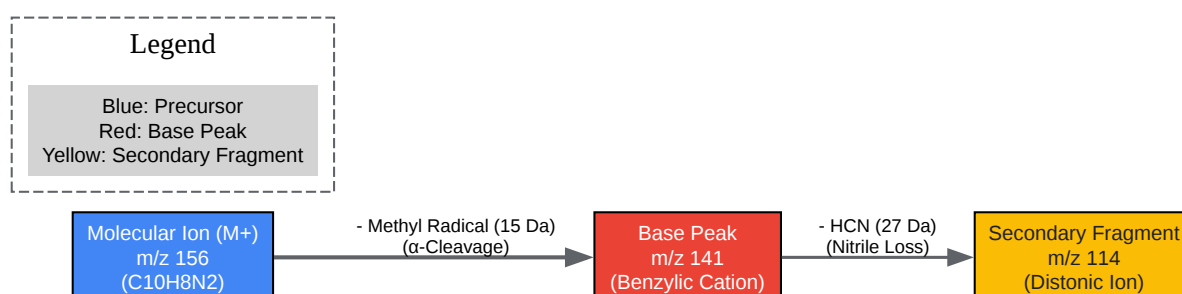 Legend
Blue: Precursor
Red: Base Peak
Yellow: Secondary Fragment
Molecular Ion (M+)
m/z 156
(C10H8N2)
- Methyl Radical (15 Da)
(α-Cleavage)
Base Peak
m/z 141
(Benzylic Cation)
- HCN (27 Da)
(Nitrile Loss)
Secondary Fragment
m/z 114
(Distonic Ion)